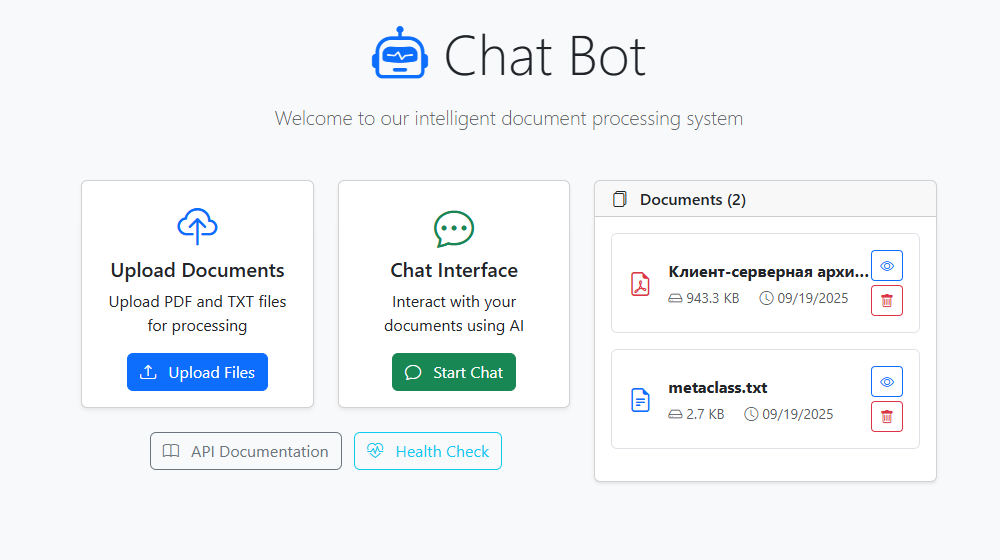 Chat Bot
Welcome to our intelligent document processing system
Upload Documents
Upload PDF and TXT files
for processing
Upload Files
Chat Interface
Interact with your
documents using AI
Start Chat
API Documentation
Health Check
Documents (2)
Клиент-серверная архи...
943.3 KB 09/19/2025
metaclass.txt
2.7 KB 09/19/2025